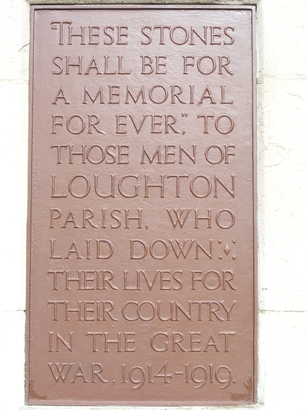 "THESE STONES
SHALL BE FOR
A MEMORIAL
FOR EVER," TO
THOSE MEN OF
LOUGHTON
PARISH, WHO
LAID DOWN
THEIR LIVES FOR
THEIR COUNTRY
IN THE GREAT
WAR, 1914-1919.